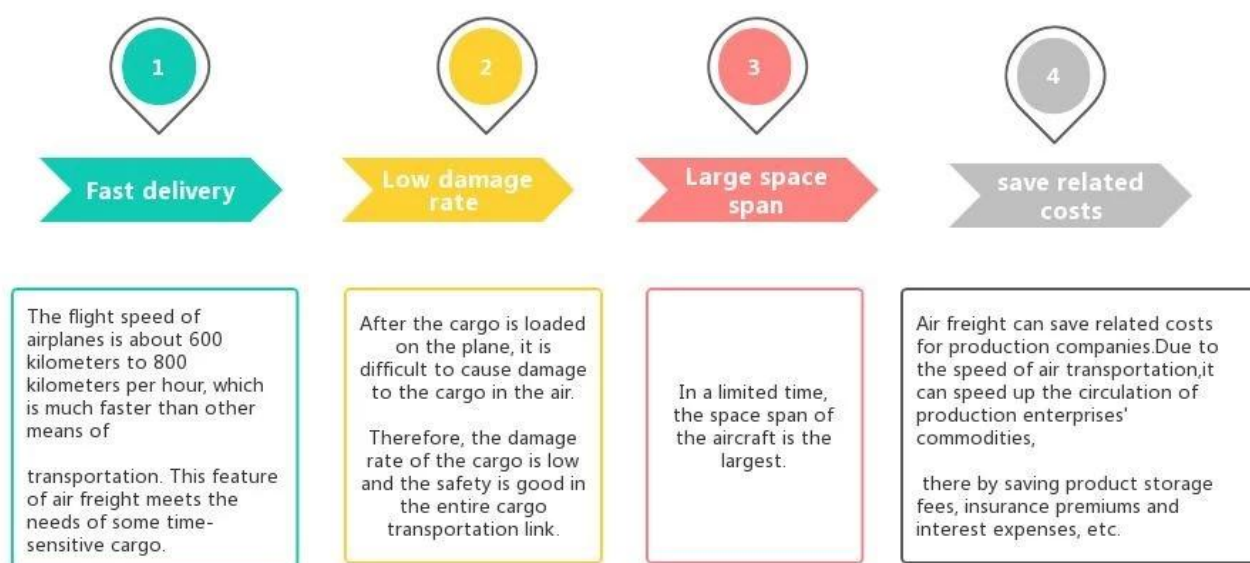 1
Fast delivery
The flight speed of
airplanes is about 600
kilometers to 800
kilometers per hour, which
is much faster than other
means of
transportation. This feature
of air freight meets the
needs of some time-
sensitive cargo.
2
Low damage
rate
After the cargo is loaded
on the plane, it is
difficult to cause damage
to the cargo in the air.
Therefore, the damage
rate of the cargo is low
and the safety is good in
the entire cargo
transportation link.
3
Large space
span
In a limited time,
the space span of
the aircraft is the
largest.
4
save related
costs
Air freight can save related costs
for production companies.Due to
the speed of air transportation,it
can speed up the circulation of
production enterprises'
commodities,
there by saving product storage
fees, insurance premiums and
interest expenses, etc.